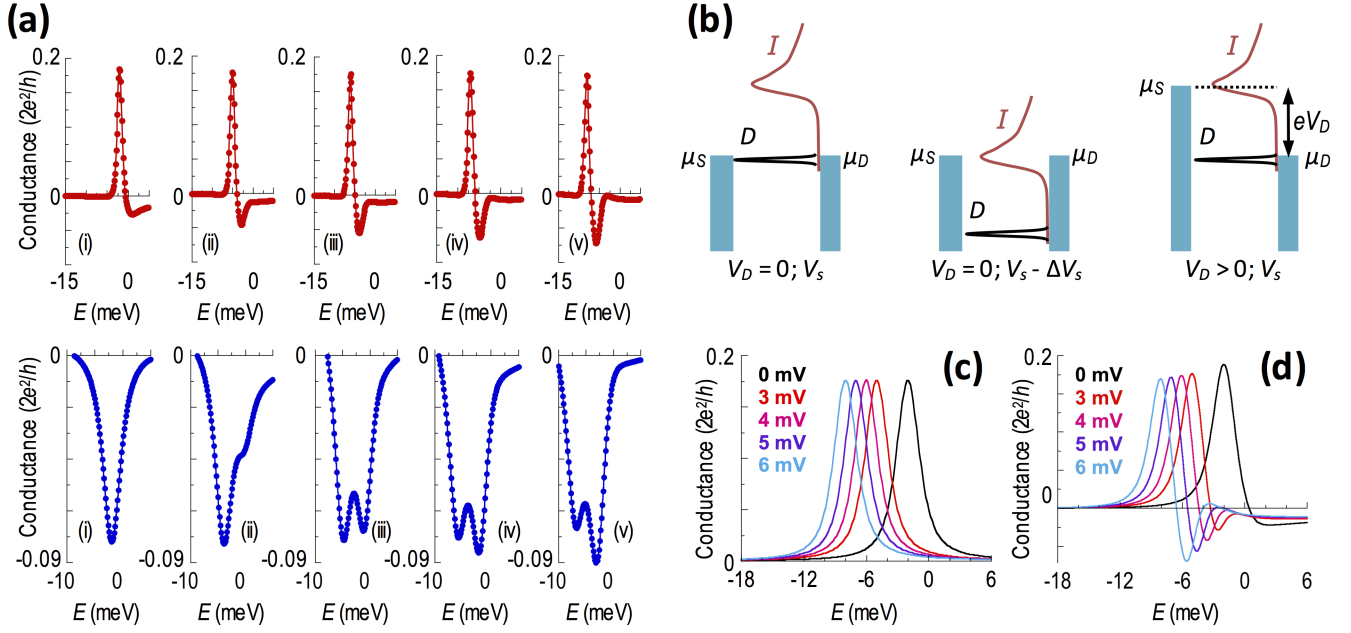 (a)
0.2 0.2 0.2 0.2 0.2
Conductance (2e²/h)
0 0 0 0 0
(i) (ii) (iii) (iv) (v)
-15 0 -15 0 -15 0 -15 0 -15 0
E (meV) E (meV) E (meV) E (meV) E (meV)
0 0 0 0 0
Conductance (2e²/h)
(i) (ii) (iii) (iv) (v)
-0.09 -0.09 -0.09 -0.09 -0.09
-10 0 -10 0 -10 0 -10 0 -10 0
E (meV) E (meV) E (meV) E (meV) E (meV)
(b)
I
D
μS μD
VD = 0; Vs
I
μS μD
D
VD = 0; Vs - ΔVs
I
μS
D eVD
μD
VD > 0; Vs
(c)
0.2
0 mV
3 mV
4 mV
5 mV
6 mV
Conductance (2e²/h)
0
-18 -12 -6 0 6
E (meV)
(d)
0.2
0 mV
3 mV
4 mV
5 mV
6 mV
Conductance (2e²/h)
0
-18 -12 -6 0 6
E (meV)